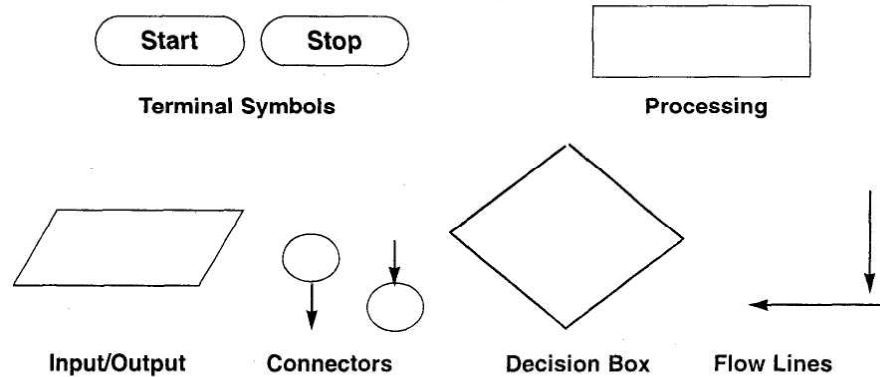 Start
Stop
Terminal Symbols
Processing
Input/Output
Connectors
Decision Box
Flow Lines